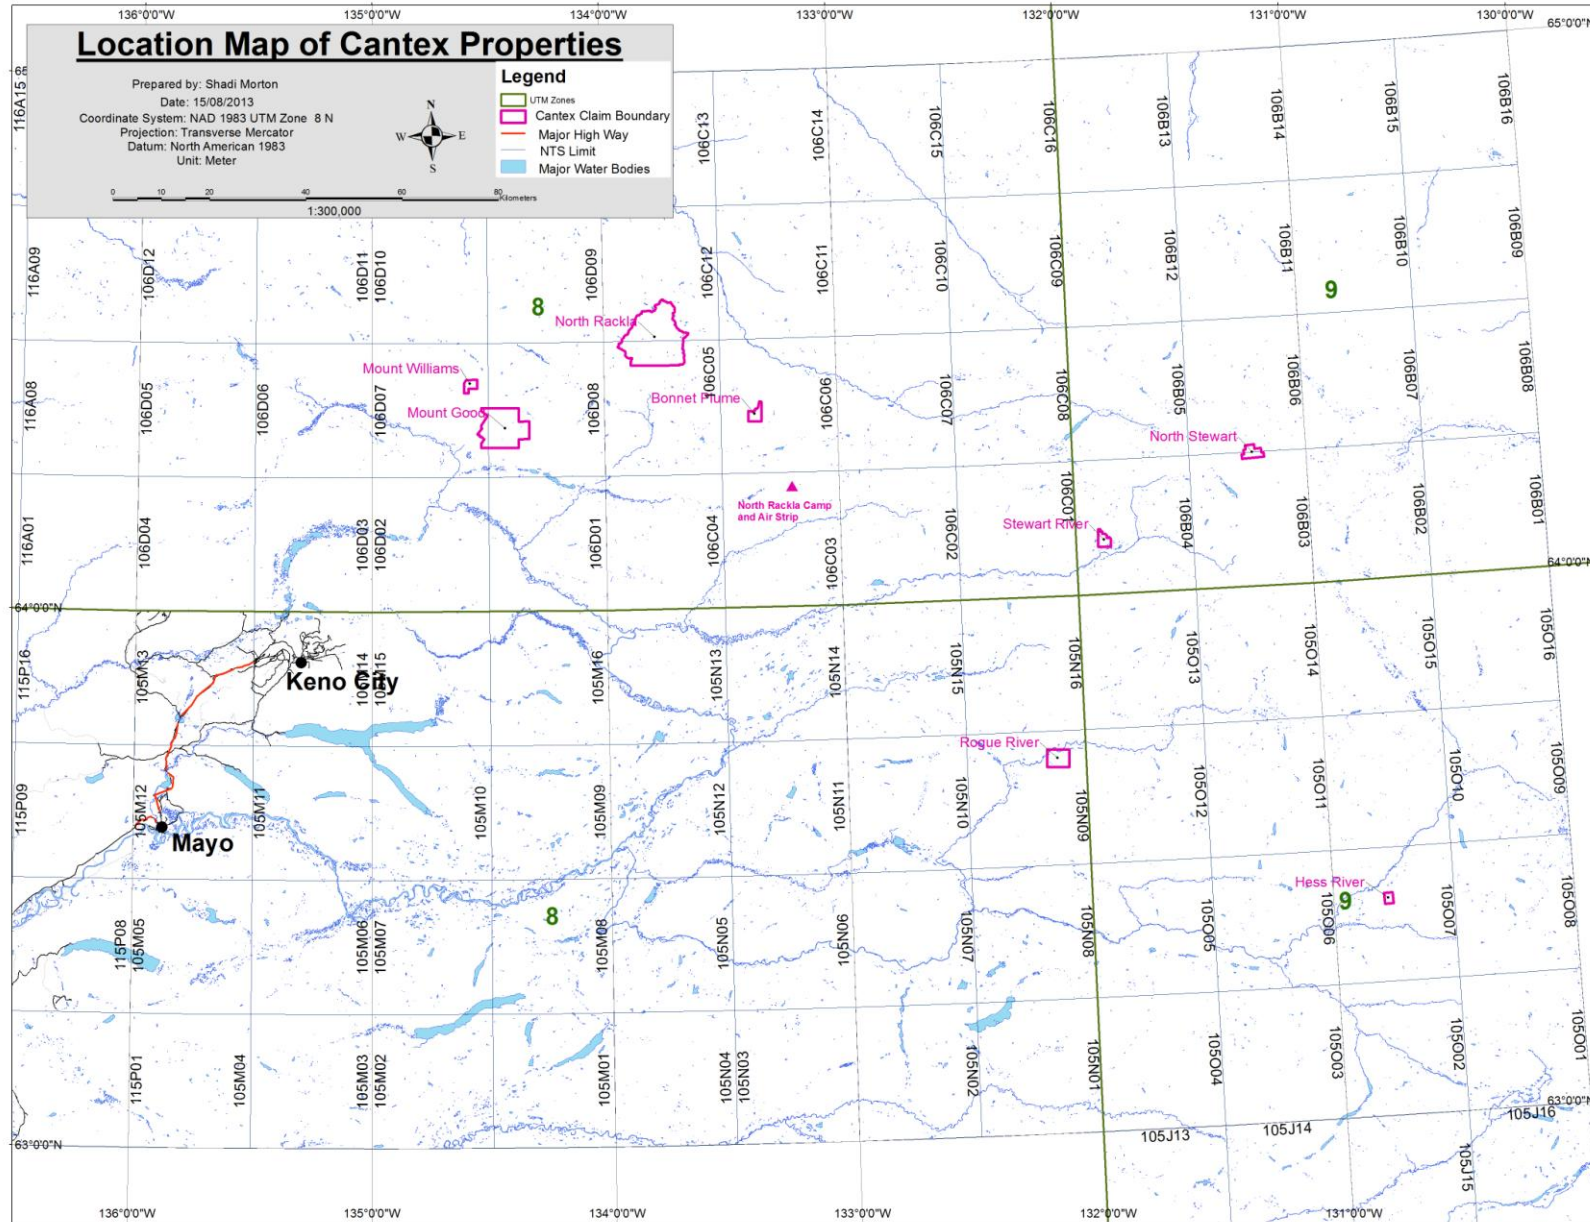 136°0'0"W 135°0'0"W 134°0'0"W 133°0'0"W 132°0'0"W 131°0'0"W 130°0'0"W
65°0'0"N
Location Map of Cantex Properties
Prepared by: Shadi Morton
Date: 15/08/2013
Coordinate System: NAD 1983 UTM Zone 8 N
Projection: Transverse Mercator
Datum: North American 1983
Unit: Meter
N
W E
S
0 10 20 40 60 80
Kilometers
1:300,000
Legend
UTM Zones
Cantex Claim Boundary
Major High Way
NTS Limit
Major Water Bodies
65
116A15
106C13 106C14 106C15 106C16 106B13 106B14 106B15 106B16
116A09 106D12 106D11 106D10 106D09 106C12 106C11 106C10 106C09 106B12 106B11 106B10 106B09
8
9
North Rackla
Mount Williams
Mount Good
Bonnet Plume
North Stewart
116A08 106D05 106D06 106D07 106D08 106C05 106C06 106C07 106C08 106B05 106B06 106B07 106B08
North Rackla Camp
and Air Strip
Stewart River
116A01 106D04 106D03 106D02 106D01 106C04 106C03 106C02 106C01 106B04 106B03 106B02 106B01
64°0'0"N
64°0'0"N
115P16 105M13 105M15 105M16 105N13 105N14 105N15 105N16 105O13 105O14 105O15 105O16
Keno City
Rogue River
115P09 105M12 105M11 105M10 105M09 105N12 105N11 105N10 105N09 105O12 105O11 105O10 105O09
Mayo
Hess River
8
9
115P08 105M05 105M06 105M07 105M08 105N05 105N06 105N07 105N08 105O05 105O06 105O07 105O08
115P01 105M04 105M03 105M02 105M01 105N04 105N03 105N02 105N01 105O04 105O03 105O02 105O01
63°0'0"N
63°0'0"N
105J13 105J14 105J15 105J16
136°0'0"W 135°0'0"W 134°0'0"W 133°0'0"W 132°0'0"W 131°0'0"W